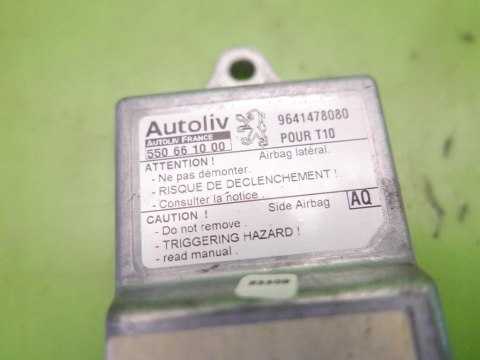 Autoliv
AUTOLIV FRANCE
550 66 10 00
9641478080
POUR T10
ATTENTION !
Airbag latéral.
- Ne pas démonter.
- RISQUE DE DECLENCHEMENT !
- Consulter la notice.
CAUTION !
Side Airbag
AQ
- Do not remove.
- TRIGGERING HAZARD !
- read manual.